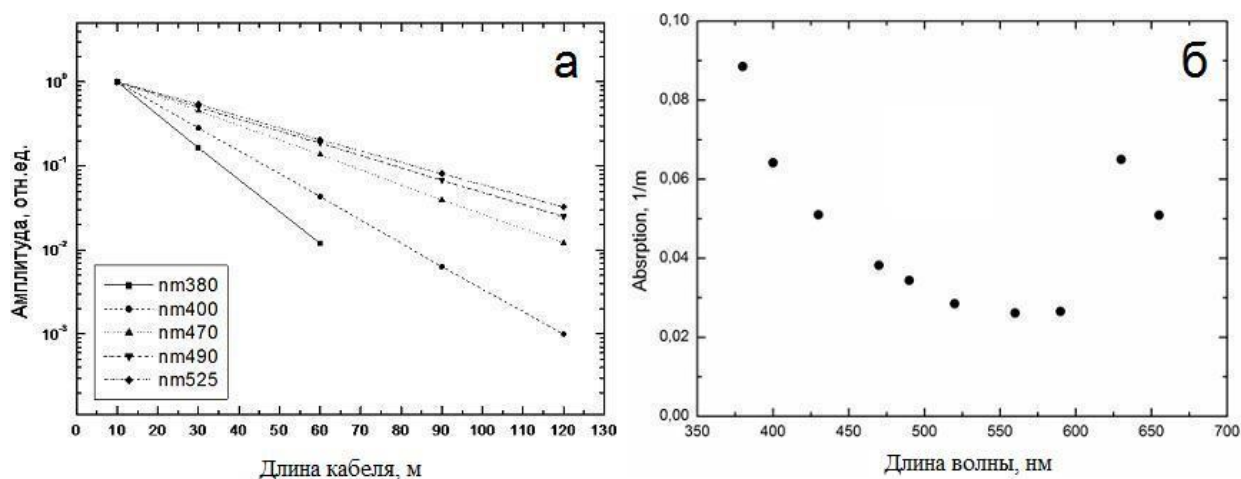 а
10⁰
10⁻¹
10⁻²
10⁻³
Амплитуда, отн.ед.
nm380
nm400
nm470
nm490
nm525
0 10 20 30 40 50 60 70 80 90 100 110 120 130
Длина кабеля, м
б
0,10
0,08
0,06
0,04
0,02
0,00
Absrption, 1/m
350 400 450 500 550 600 650 700
Длина волны, нм